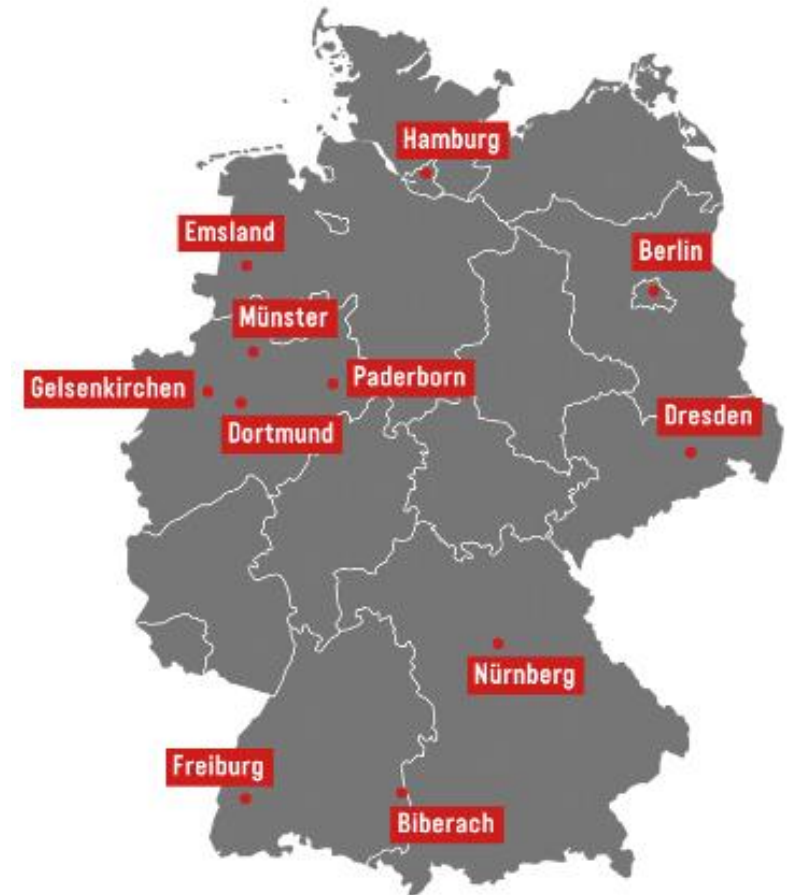 Hamburg
Emsland
Berlin
Münster
Gelsenkirchen
Paderborn
Dortmund
Dresden
Nürnberg
Freiburg
Biberach